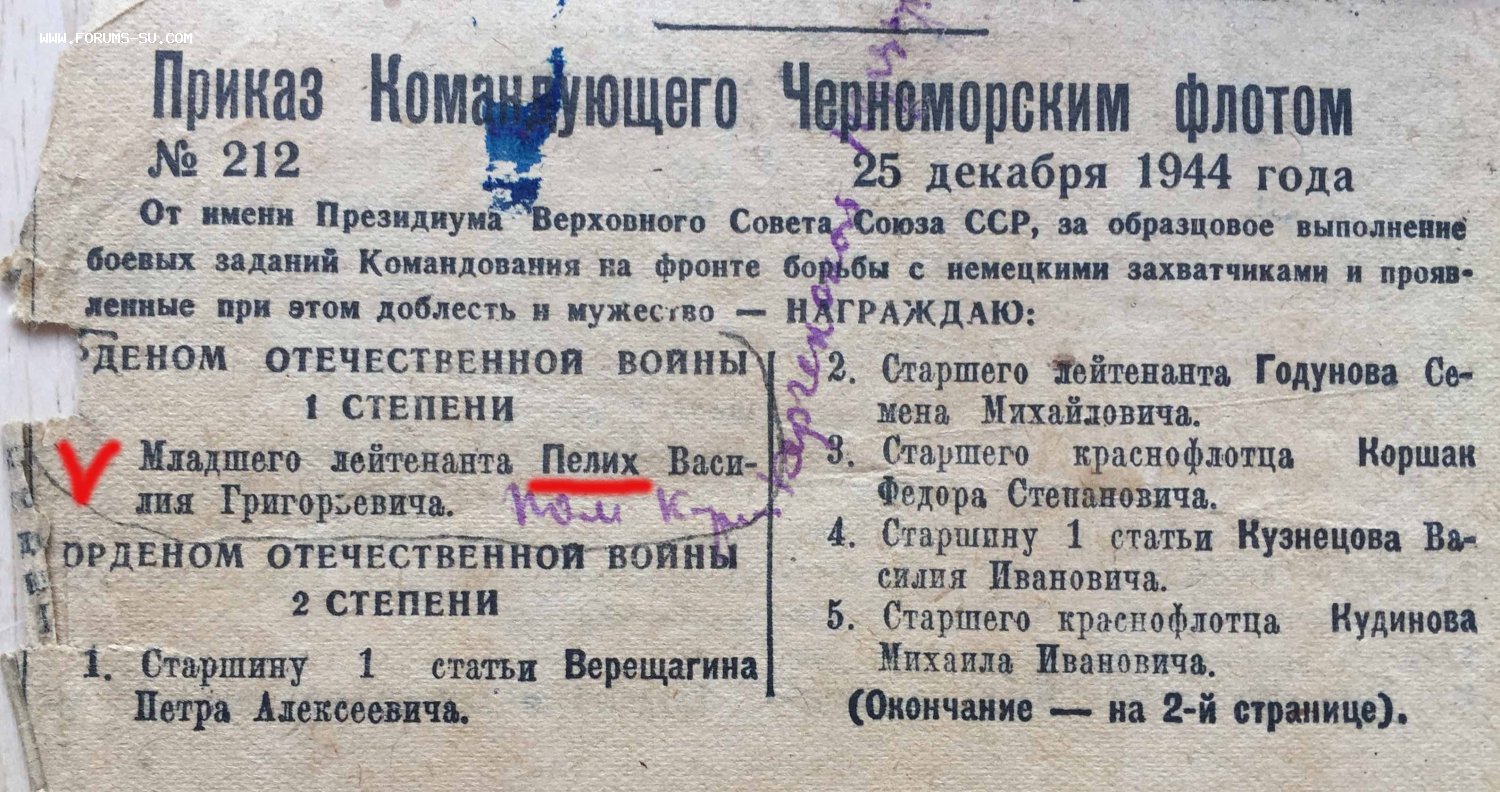 www.forums-su.com
Приказ Командующего Черноморским флотом
№ 212
25 декабря 1944 года
От имени Президиума Верховного Совета Союза ССР, за образцовое выполнение
боевых заданий Командования на фронте борьбы с немецкими захватчиками и прояв-
ленные при этом доблесть и мужество — НАГРАЖДАЮ:
РДЕНОМ ОТЕЧЕСТВЕННОЙ ВОЙНЫ
1 СТЕПЕНИ
Младшего лейтенанта Пелих Васи-
лия Григорьевича.
ОРДЕНОМ ОТЕЧЕСТВЕННОЙ ВОЙНЫ
2 СТЕПЕНИ
1. Старшину 1 статьи Верещагина
Петра Алексеевича.
2. Старшего лейтенанта Годунова Се-
мена Михайловича.
3. Старшего краснофлотца Коршак
Федора Степановича.
4. Старшину 1 статьи Кузнецова Ва-
силия Ивановича.
5. Старшего краснофлотца Кудинова
Михаила Ивановича.
(Окончание — на 2-й странице).